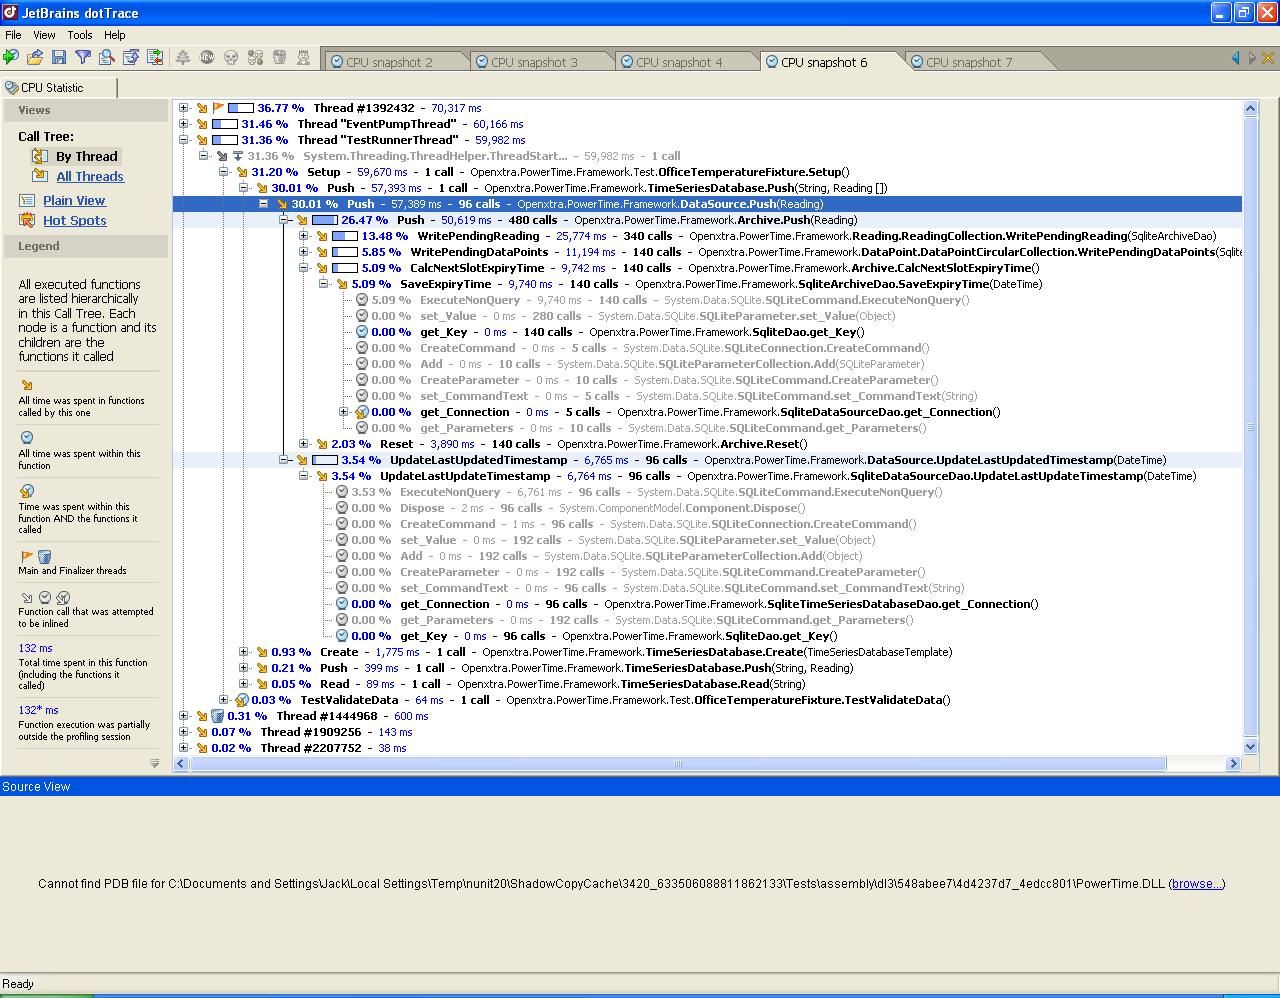 JetBrains dotTrace
File View Tools Help
CPU snapshot 2 CPU snapshot 3 CPU snapshot 4 CPU snapshot 6 CPU snapshot 7
CPU Statistic
Views
Call Tree:
By Thread
All Threads
Plain View
Hot Spots
Legend
All executed functions
are listed hierarchically
in this Call Tree. Each
node is a function and its
children are the
functions it called
All time was spent in functions
called by this one
All time was spent within this
function
Time was spent within this
function AND the functions it
called
Main and Finalizer threads
Function call that was attempted
to be inlined
132 ms
Total time spent in this function
(including the functions it
called)
132* ms
Function execution was partially
outside the profiling session
36.77 % Thread #1392432 - 70,317 ms
31.46 % Thread "EventPumpThread" - 60,166 ms
31.36 % Thread "TestRunnerThread" - 59,982 ms
31.36 % System.Threading.ThreadHelper.ThreadStart... - 59,982 ms - 1 call
31.20 % Setup - 59,670 ms - 1 call - Openxtra.PowerTime.Framework.Test.OfficeTemperatureFixture.Setup()
30.01 % Push - 57,393 ms - 1 call - Openxtra.PowerTime.Framework.TimeSeriesDatabase.Push(String, Reading [])
30.01 % Push - 57,389 ms - 96 calls - Openxtra.PowerTime.Framework.DataSource.Push(Reading)
26.47 % Push - 50,619 ms - 480 calls - Openxtra.PowerTime.Framework.Archive.Push(Reading)
13.48 % WritePendingReading - 25,774 ms - 340 calls - Openxtra.PowerTime.Framework.Reading.ReadingCollection.WritePendingReading(SqliteArchiveDao)
5.85 % WritePendingDataPoints - 11,194 ms - 140 calls - Openxtra.PowerTime.Framework.DataPoint.DataPointCircularCollection.WritePendingDataPoints(Sqlite
5.09 % CalcNextSlotExpiryTime - 9,742 ms - 140 calls - Openxtra.PowerTime.Framework.Archive.CalcNextSlotExpiryTime()
5.09 % SaveExpiryTime - 9,740 ms - 140 calls - Openxtra.PowerTime.Framework.SqliteArchiveDao.SaveExpiryTime(DateTime)
5.09 % ExecuteNonQuery - 9,740 ms - 140 calls - System.Data.SQLite.SQLiteCommand.ExecuteNonQuery()
0.00 % set_Value - 0 ms - 280 calls - System.Data.SQLite.SQLiteParameter.set_Value(Object)
0.00 % get_Key - 0 ms - 140 calls - Openxtra.PowerTime.Framework.SqliteDao.get_Key()
0.00 % CreateCommand - 0 ms - 5 calls - System.Data.SQLite.SQLiteConnection.CreateCommand()
0.00 % Add - 0 ms - 10 calls - System.Data.SQLite.SQLiteParameterCollection.Add(SQLiteParameter)
0.00 % CreateParameter - 0 ms - 10 calls - System.Data.SQLite.SQLiteCommand.CreateParameter()
0.00 % set_CommandText - 0 ms - 5 calls - System.Data.SQLite.SQLiteCommand.set_CommandText(String)
0.00 % get_Connection - 0 ms - 5 calls - Openxtra.PowerTime.Framework.SqliteDataSourceDao.get_Connection()
0.00 % get_Parameters - 0 ms - 10 calls - System.Data.SQLite.SQLiteCommand.get_Parameters()
2.03 % Reset - 3,890 ms - 140 calls - Openxtra.PowerTime.Framework.Archive.Reset()
3.54 % UpdateLastUpdatedTimestamp - 6,765 ms - 96 calls - Openxtra.PowerTime.Framework.DataSource.UpdateLastUpdatedTimestamp(DateTime)
3.54 % UpdateLastUpdateTimestamp - 6,764 ms - 96 calls - Openxtra.PowerTime.Framework.SqliteDataSourceDao.UpdateLastUpdateTimestamp(DateTime)
3.53 % ExecuteNonQuery - 6,761 ms - 96 calls - System.Data.SQLite.SQLiteCommand.ExecuteNonQuery()
0.00 % Dispose - 2 ms - 96 calls - System.ComponentModel.Component.Dispose()
0.00 % CreateCommand - 1 ms - 96 calls - System.Data.SQLite.SQLiteConnection.CreateCommand()
0.00 % set_Value - 0 ms - 192 calls - System.Data.SQLite.SQLiteParameter.set_Value(Object)
0.00 % Add - 0 ms - 192 calls - System.Data.SQLite.SQLiteParameterCollection.Add(Object)
0.00 % CreateParameter - 0 ms - 192 calls - System.Data.SQLite.SQLiteCommand.CreateParameter()
0.00 % set_CommandText - 0 ms - 96 calls - System.Data.SQLite.SQLiteCommand.set_CommandText(String)
0.00 % get_Connection - 0 ms - 96 calls - Openxtra.PowerTime.Framework.SqliteTimeSeriesDatabaseDao.get_Connection()
0.00 % get_Parameters - 0 ms - 192 calls - System.Data.SQLite.SQLiteCommand.get_Parameters()
0.00 % get_Key - 0 ms - 96 calls - Openxtra.PowerTime.Framework.SqliteDao.get_Key()
0.93 % Create - 1,775 ms - 1 call - Openxtra.PowerTime.Framework.TimeSeriesDatabase.Create(TimeSeriesDatabaseTemplate)
0.21 % Push - 399 ms - 1 call - Openxtra.PowerTime.Framework.TimeSeriesDatabase.Push(String, Reading)
0.05 % Read - 89 ms - 1 call - Openxtra.PowerTime.Framework.TimeSeriesDatabase.Read(String)
0.03 % TestValidateData - 64 ms - 1 call - Openxtra.PowerTime.Framework.Test.OfficeTemperatureFixture.TestValidateData()
0.31 % Thread #1444968 - 600 ms
0.07 % Thread #1909256 - 143 ms
0.02 % Thread #2207752 - 38 ms
Source View
Cannot find PDB file for C:\Documents and Settings\Jack\Local Settings\Temp\nunit20\ShadowCopyCache\3420_633506088811862133\Tests\assembly\dl3\548abee7\4d4237d7_4edcc801\PowerTime.DLL (browse...)
Ready